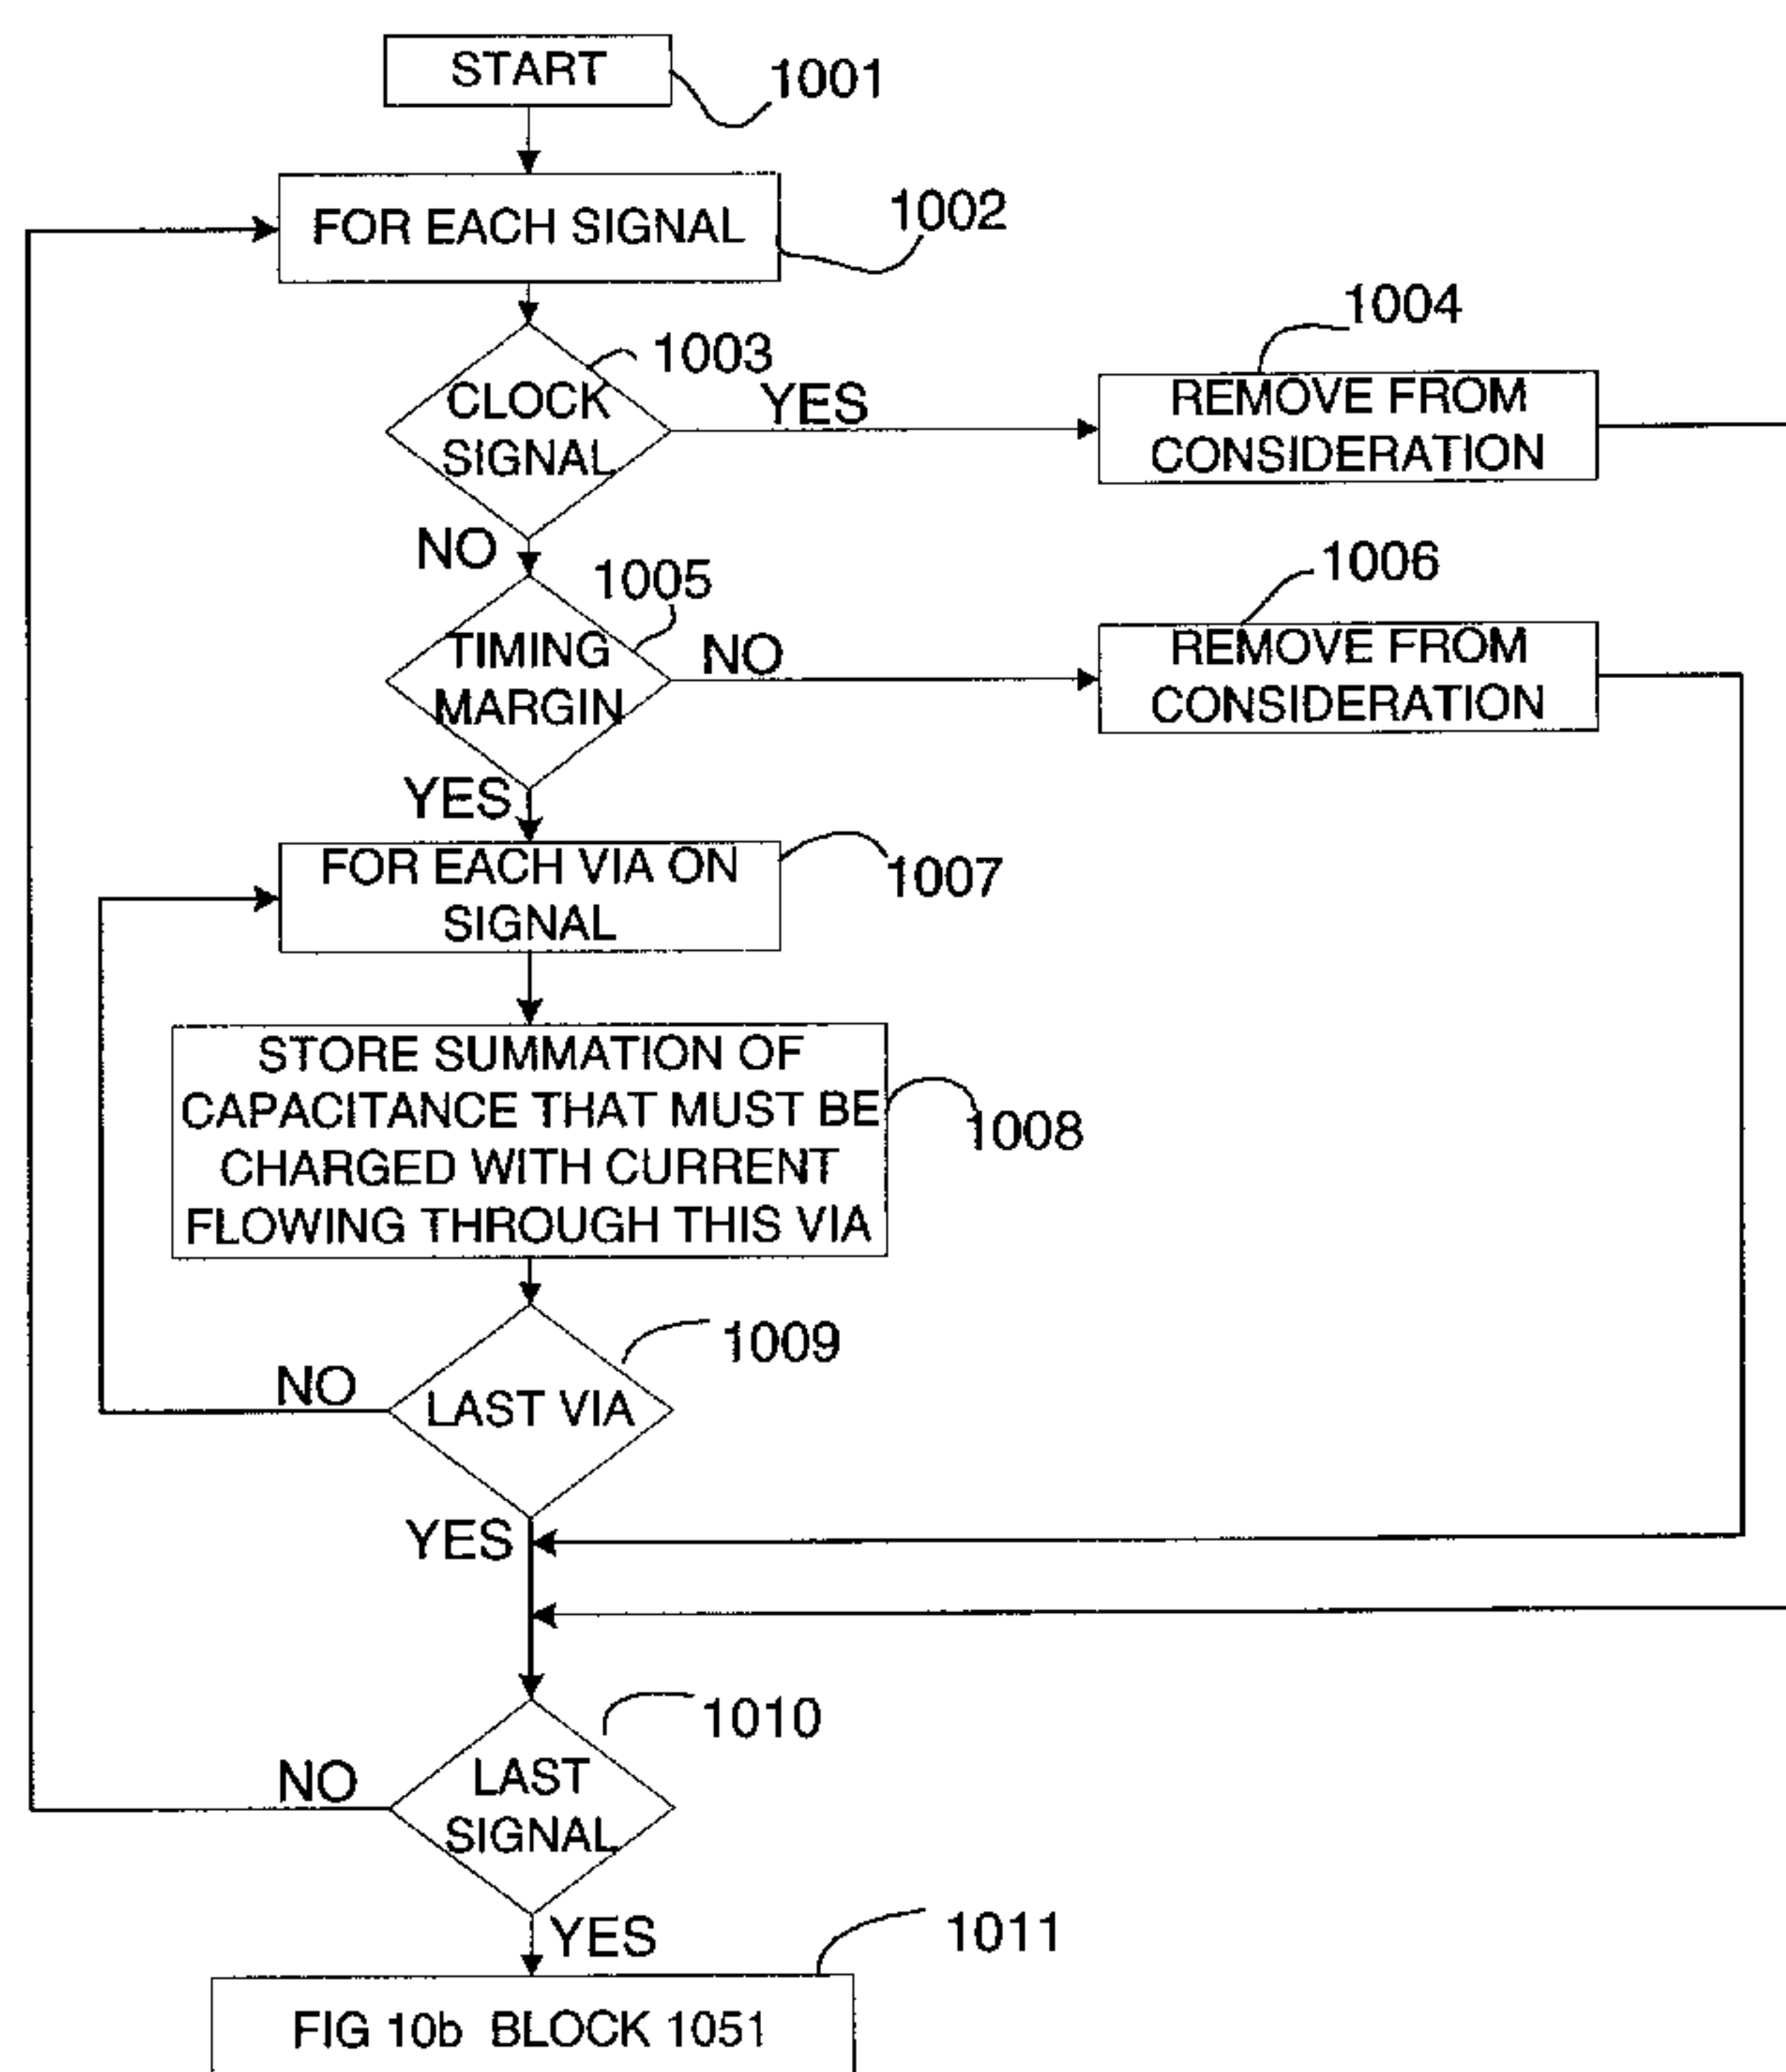 START
1001
FOR EACH SIGNAL
1002
1003
CLOCK
SIGNAL
YES
1004
REMOVE FROM
CONSIDERATION
NO
1005
TIMING
MARGIN
NO
1006
REMOVE FROM
CONSIDERATION
YES
FOR EACH VIA ON
SIGNAL
1007
STORE SUMMATION OF
CAPACITANCE THAT MUST BE
CHARGED WITH CURRENT
FLOWING THROUGH THIS VIA
1008
1009
NO
LAST VIA
YES
1010
NO
LAST
SIGNAL
YES
1011
FIG 10b BLOCK 1051